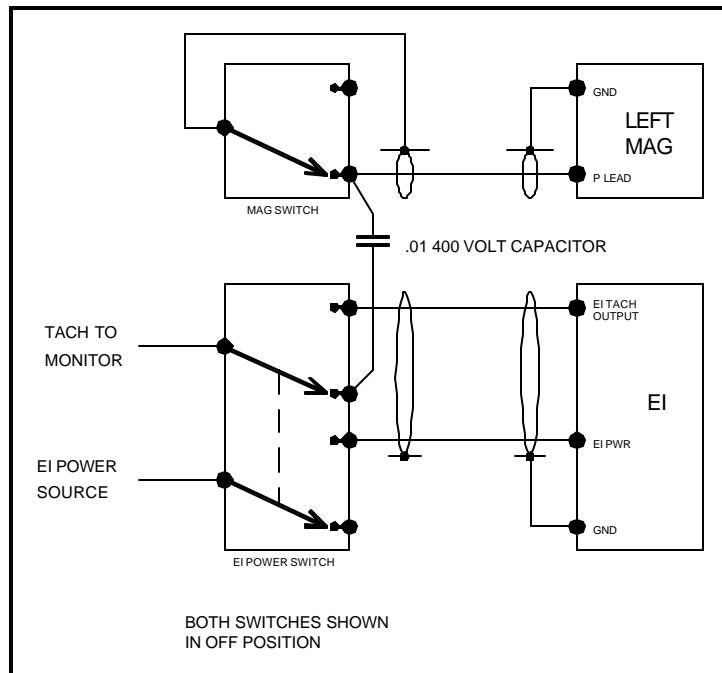 GND
LEFT
MAG
P LEAD
MAG SWITCH
.01 400 VOLT CAPACITOR
EI TACH
OUTPUT
TACH TO
MONITOR
EI
EI PWR
EI POWER
SOURCE
GND
EI POWER SWITCH
BOTH SWITCHES SHOWN
IN OFF POSITION